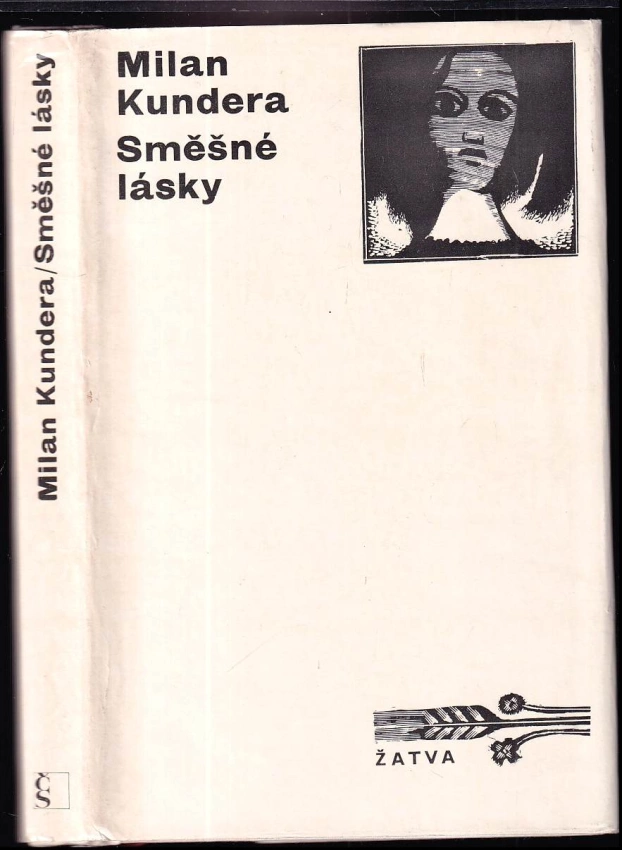 Milan
Kundera
Směšné
lásky
ŽATVA
Milan Kundera/Směšné lásky